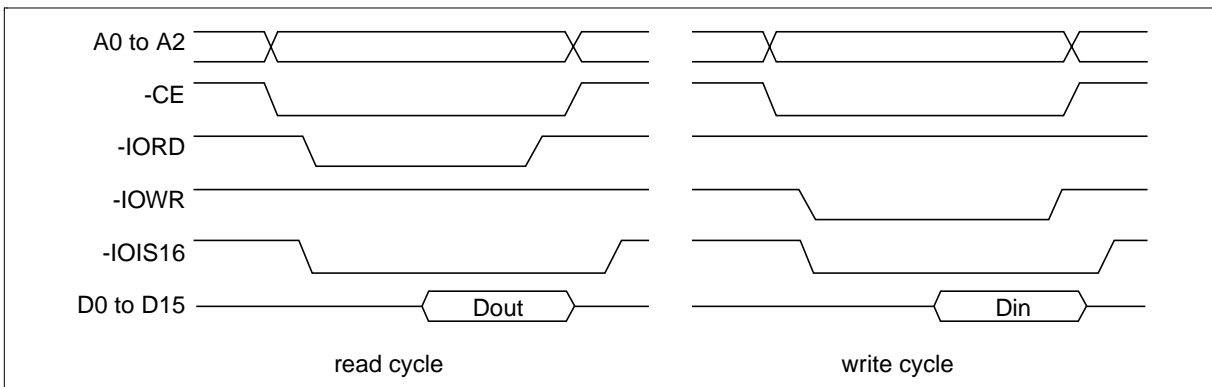 A0 to A2
-CE
-IORD
-IOWR
-IOIS16
D0 to D15
Dout
Din
read cycle
write cycle